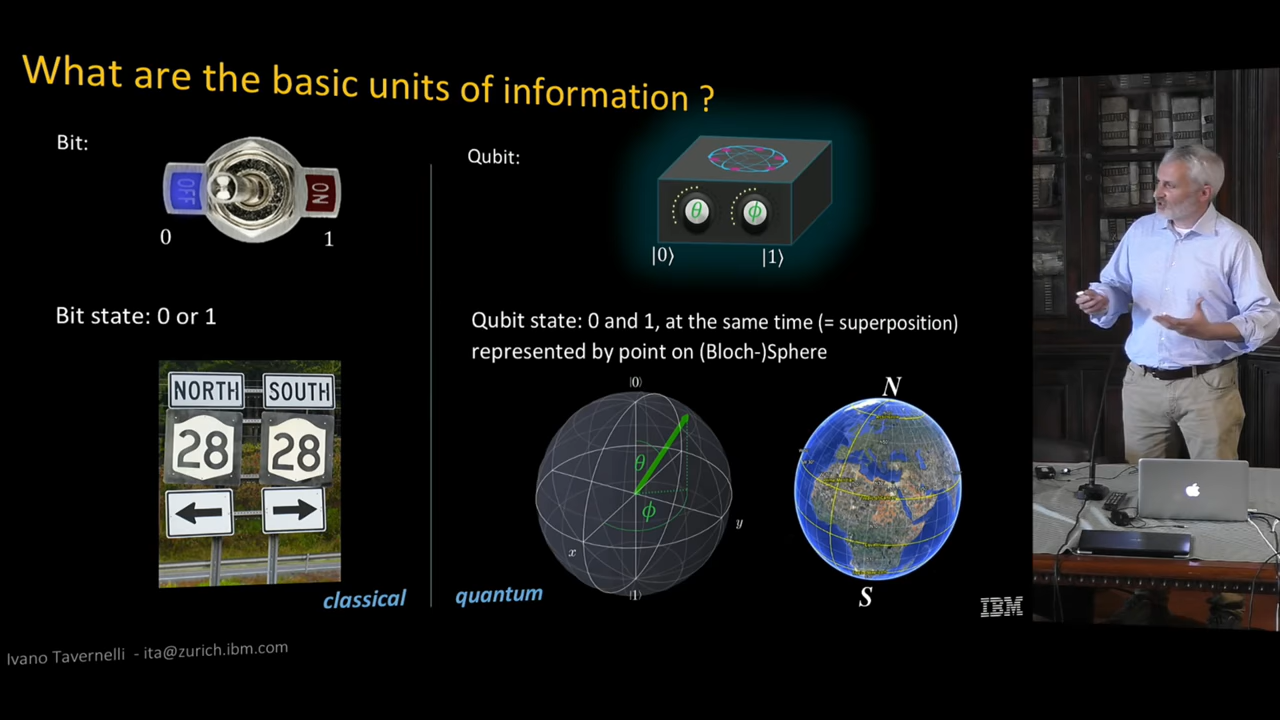 What are the basic units of information ?
Bit:
OFF
ON
0
1
Bit state: 0 or 1
NORTH
SOUTH
28
28
classical
Qubit:
θ
ϕ
|0⟩
|1⟩
Qubit state: 0 and 1, at the same time (= superposition)
represented by point on (Bloch-)Sphere
|0⟩
θ
ϕ
x
y
|1⟩
N
S
quantum
IBM
Ivano Tavernelli - ita@zurich.ibm.com